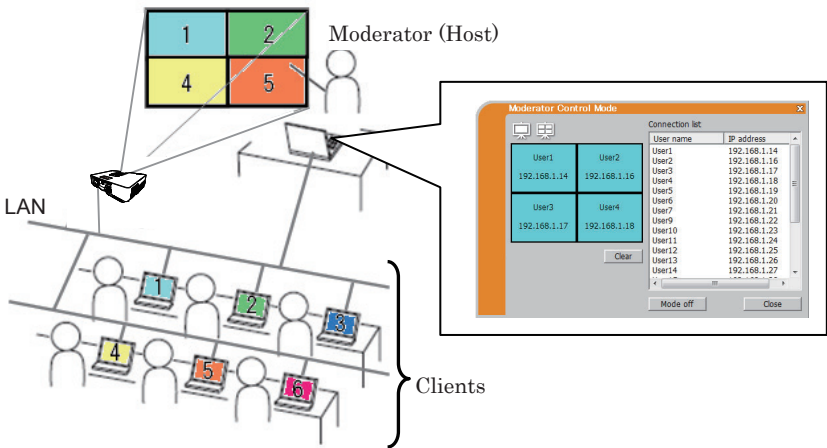 Moderator (Host)
1
2
4
5
LAN
1
2
3
4
5
6
Clients
Moderator Control Mode
x
Connection list
User name IP address
User1 192.168.1.14
User2 192.168.1.16
User3 192.168.1.17
User4 192.168.1.18
User5 192.168.1.19
User6 192.168.1.20
User7 192.168.1.21
User9 192.168.1.22
User10 192.168.1.23
User11 192.168.1.24
User12 192.168.1.25
User13 192.168.1.26
User14 192.168.1.27
User1
192.168.1.14
User2
192.168.1.16
User3
192.168.1.17
User4
192.168.1.18
Clear
Mode off
Close